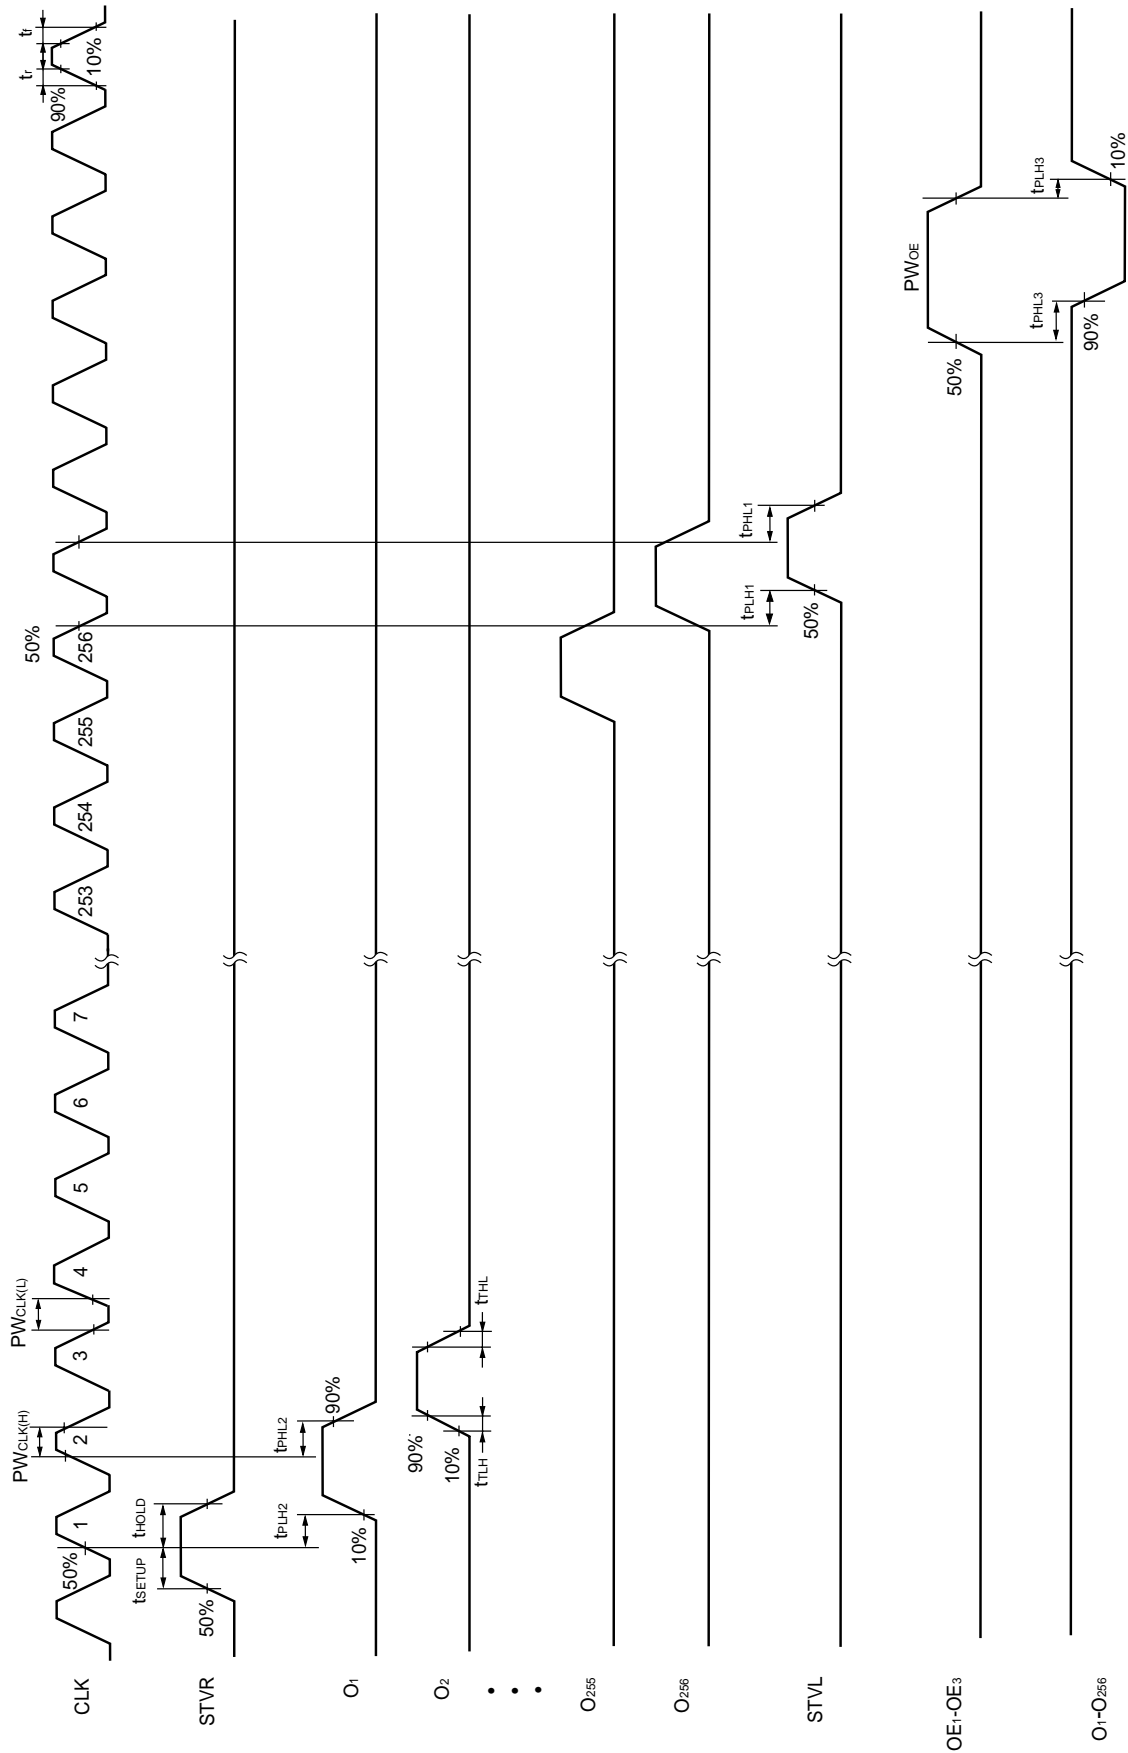 CLK
50%
1
PWCLK(H)
2
3
PWCLK(L)
4
5
6
7
253
254
255
256
50%
90%
tr
tf
10%
STVR
50%
tSETUP
tHOLD
O1
10%
tPLH2
tPHL2
90%
O2
90%
10%
tTLH
tTHL
O255
O256
STVL
50%
tPLH1
tPHL1
OE1-OE3
50%
PWOE
O1-O256
90%
tPHL3
tPLH3
10%